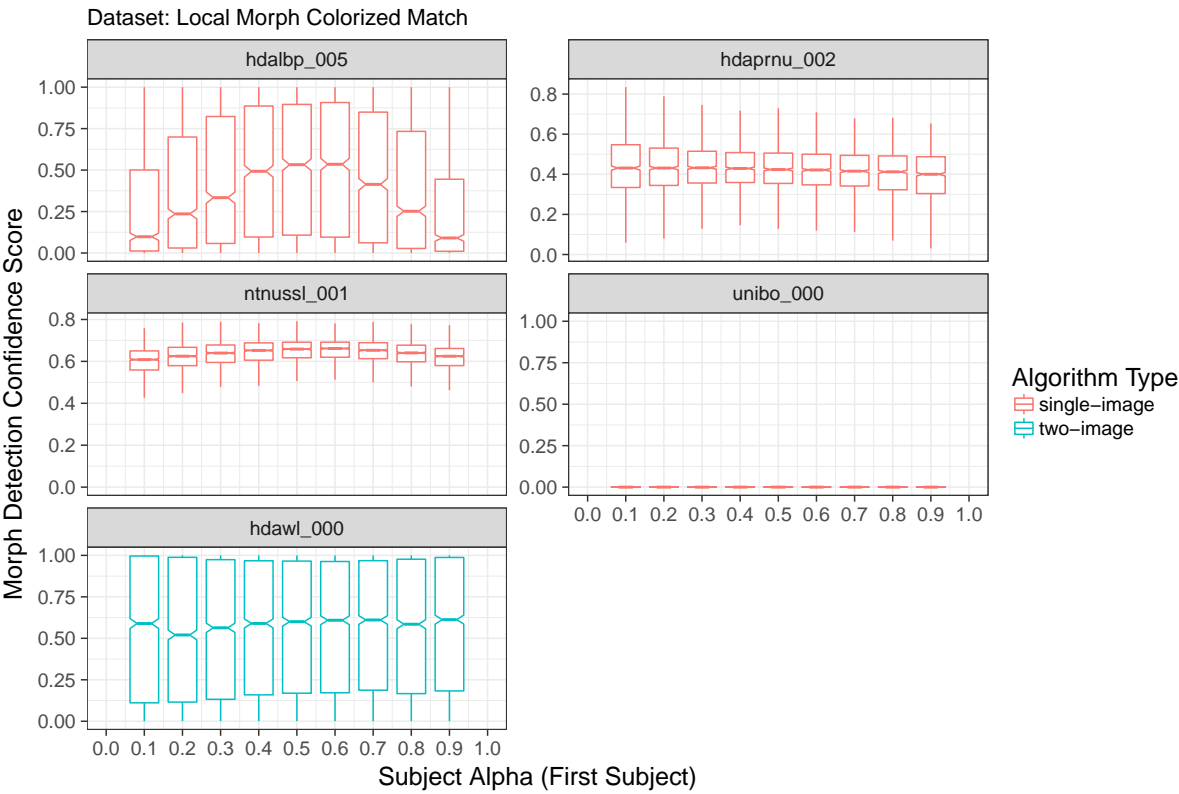 Dataset: Local Morph Colorized Match
Morph Detection Confidence Score
hdalbp_005
1.00
0.75
0.50
0.25
0.00
hdaprnu_002
0.8
0.6
0.4
0.2
0.0
ntnussl_001
0.8
0.6
0.4
0.2
0.0
unibo_000
1.00
0.75
0.50
0.25
0.00
0.0 0.1 0.2 0.3 0.4 0.5 0.6 0.7 0.8 0.9 1.0
hdawl_000
1.00
0.75
0.50
0.25
0.00
0.0 0.1 0.2 0.3 0.4 0.5 0.6 0.7 0.8 0.9 1.0
Subject Alpha (First Subject)
Algorithm Type
single−image
two−image